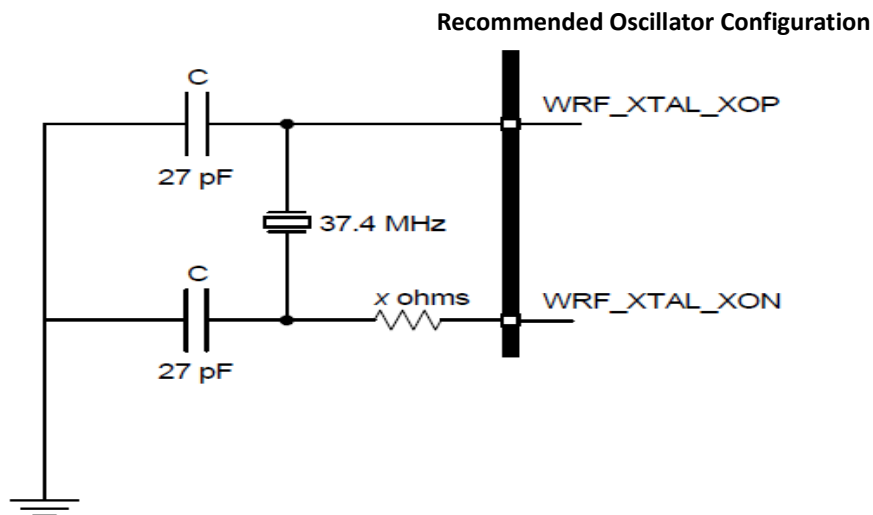 Recommended Oscillator Configuration
C
WRF_XTAL_XOP
27 pF
37.4 MHz
C
x ohms
WRF_XTAL_XON
27 pF